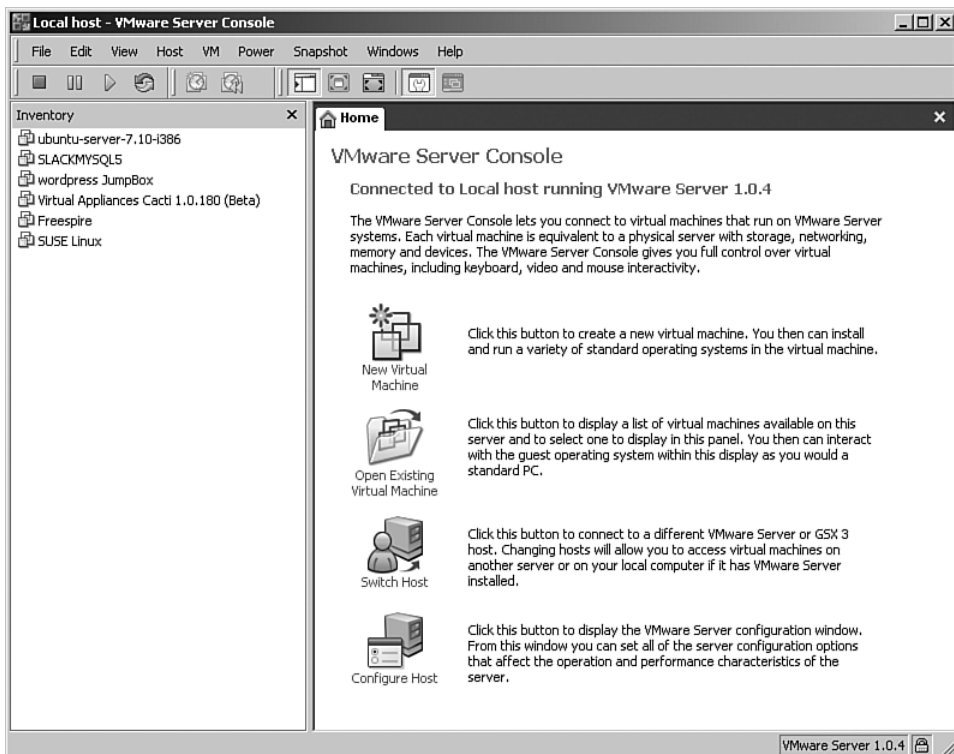 Local host - VMware Server Console
File Edit View Host VM Power Snapshot Windows Help
Inventory
ubuntu-server-7.10-i386
SLACKMYSQL5
wordpress JumpBox
Virtual Appliances Cacti 1.0.180 (Beta)
Freespire
SUSE Linux
Home
VMware Server Console
Connected to Local host running VMware Server 1.0.4
The VMware Server Console lets you connect to virtual machines that run on VMware Server
systems. Each virtual machine is equivalent to a physical server with storage, networking,
memory and devices. The VMware Server Console gives you full control over virtual
machines, including keyboard, video and mouse interactivity.
New Virtual
Machine
Click this button to create a new virtual machine. You then can install
and run a variety of standard operating systems in the virtual machine.
Open Existing
Virtual Machine
Click this button to display a list of virtual machines available on this
server and to select one to display in this panel. You then can interact
with the guest operating system within this display as you would a
standard PC.
Switch Host
Click this button to connect to a different VMware Server or GSX 3
host. Changing hosts will allow you to access virtual machines on
another server or on your local computer if it has VMware Server
installed.
Configure Host
Click this button to display the VMware Server configuration window.
From this window you can set all of the server configuration options
that affect the operation and performance characteristics of the
server.
VMware Server 1.0.4